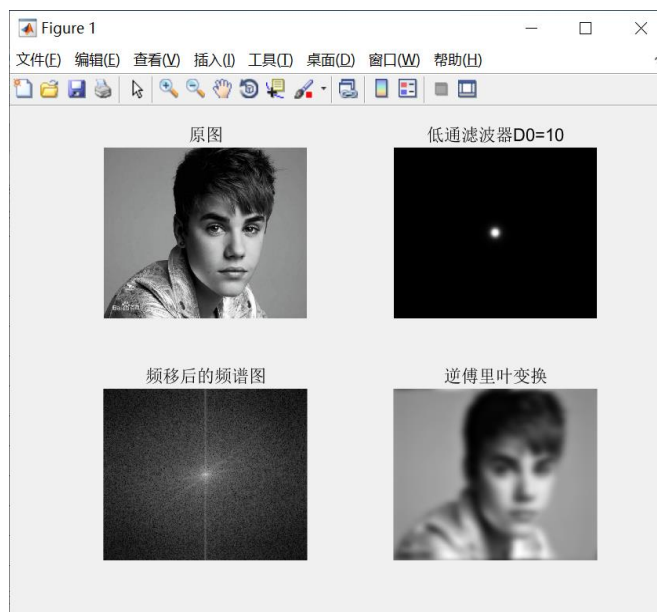 Figure 1
文件(F) 编辑(E) 查看(V) 插入(I) 工具(T) 桌面(D) 窗口(W) 帮助(H)
原图
低通滤波器D0=10
频移后的频谱图
逆傅里叶变换